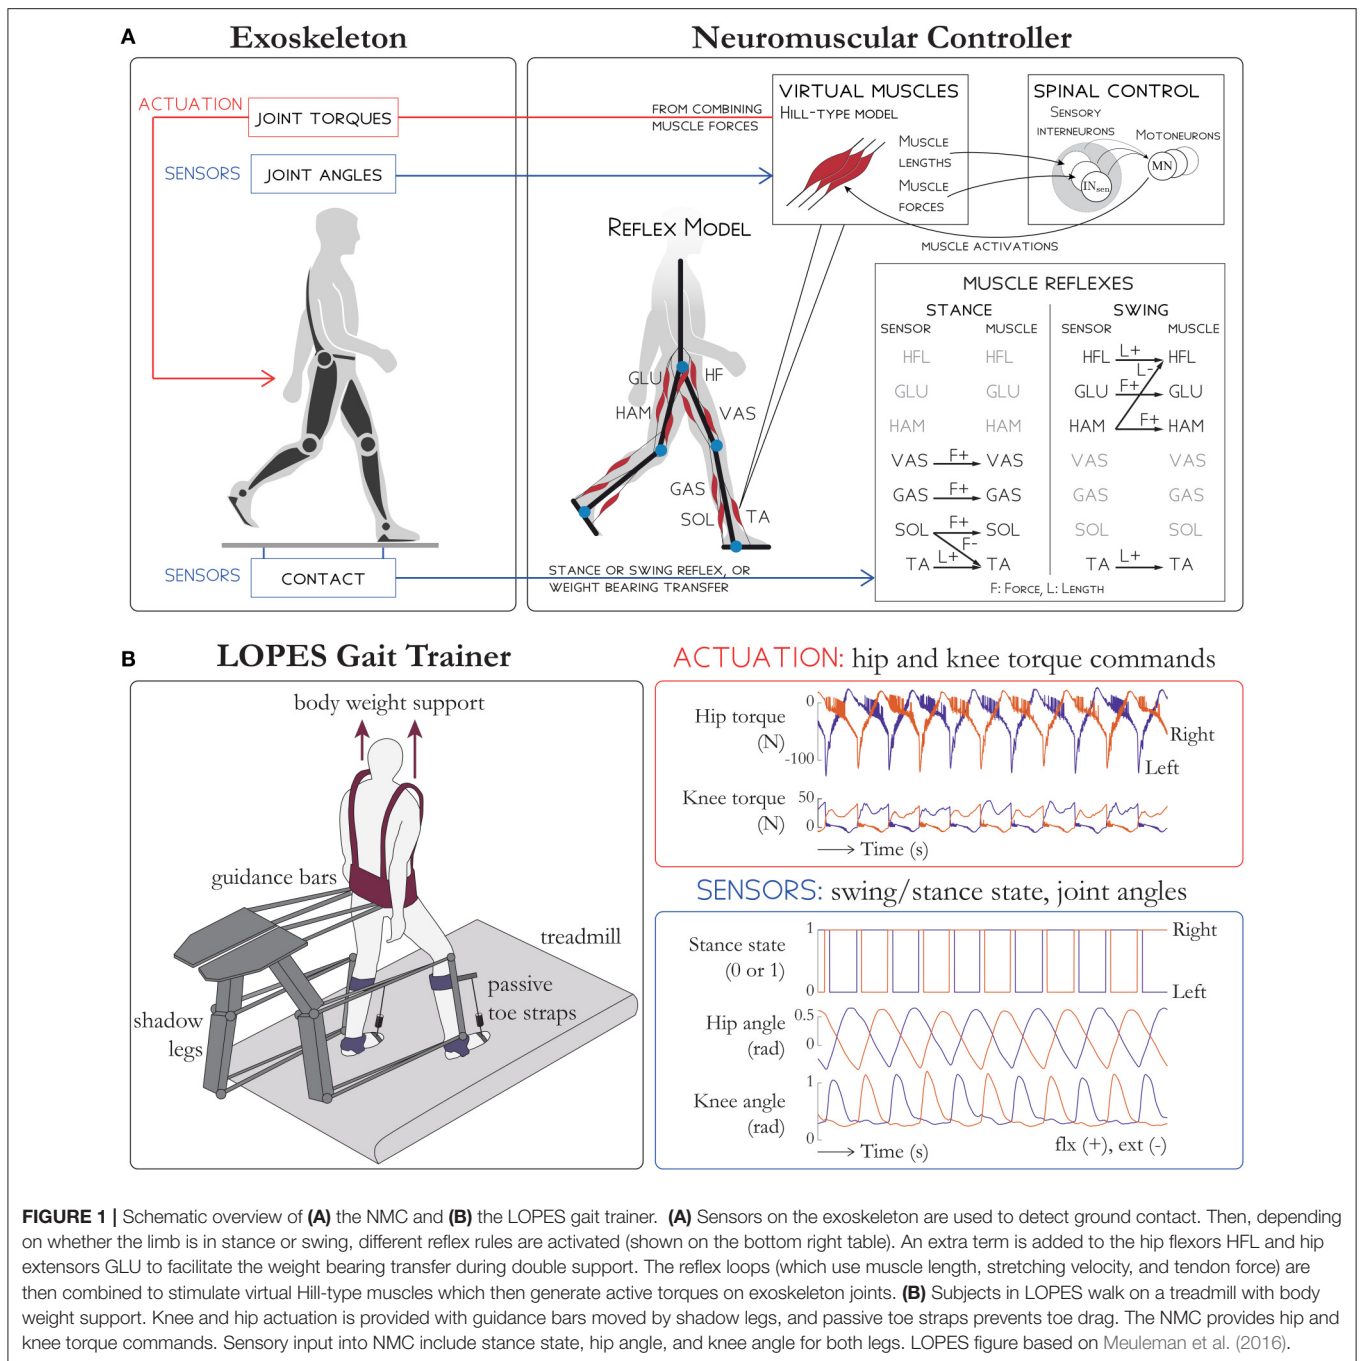 A
Exoskeleton
Neuromuscular Controller
ACTUATION
JOINT TORQUES
SENSORS
JOINT ANGLES
FROM COMBINING
MUSCLE FORCES
VIRTUAL MUSCLES
HILL-TYPE MODEL
MUSCLE
LENGTHS
MUSCLE
FORCES
SPINAL CONTROL
SENSORY
INTERNEURONS
MOTONEURONS
MN
INsen
MUSCLE ACTIVATIONS
REFLEX MODEL
GLU
HF
HAM
VAS
GAS
SOL
TA
MUSCLE REFLEXES
STANCE
SWING
SENSOR MUSCLE SENSOR MUSCLE
HFL HFL HFL L+ HFL
L-
GLU GLU GLU F+ GLU
HAM HAM HAM F+ HAM
VAS F+ VAS VAS VAS
GAS F+ GAS GAS GAS
SOL F+ SOL SOL SOL
F-
TA L+ TA TA L+ TA
F: FORCE, L: LENGTH
SENSORS
CONTACT
STANCE OR SWING REFLEX, OR
WEIGHT BEARING TRANSFER
B
LOPES Gait Trainer
body weight support
guidance bars
treadmill
passive
toe straps
shadow
legs
ACTUATION: hip and knee torque commands
Hip torque
(N)
0
-100
Right
Left
Knee torque
(N)
50
0
Time (s)
SENSORS: swing/stance state, joint angles
Stance state
(0 or 1)
1
0
Right
Left
Hip angle
(rad)
0.5
0
Knee angle
(rad)
1
0
Time (s)
flx (+), ext (-)
FIGURE 1 | Schematic overview of (A) the NMC and (B) the LOPES gait trainer. (A) Sensors on the exoskeleton are used to detect ground contact. Then, depending
on whether the limb is in stance or swing, different reflex rules are activated (shown on the bottom right table). An extra term is added to the hip flexors HFL and hip
extensors GLU to facilitate the weight bearing transfer during double support. The reflex loops (which use muscle length, stretching velocity, and tendon force) are
then combined to stimulate virtual Hill-type muscles which then generate active torques on exoskeleton joints. (B) Subjects in LOPES walk on a treadmill with body
weight support. Knee and hip actuation is provided with guidance bars moved by shadow legs, and passive toe straps prevents toe drag. The NMC provides hip and
knee torque commands. Sensory input into NMC include stance state, hip angle, and knee angle for both legs. LOPES figure based on Meuleman et al. (2016).